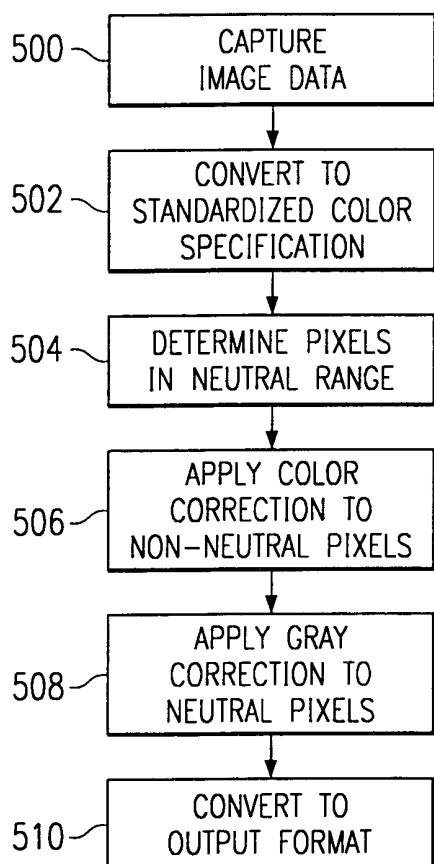 500
CAPTURE
IMAGE DATA
502
CONVERT TO
STANDARDIZED COLOR
SPECIFICATION
504
DETERMINE PIXELS
IN NEUTRAL RANGE
506
APPLY COLOR
CORRECTION TO
NON-NEUTRAL PIXELS
508
APPLY GRAY
CORRECTION TO
NEUTRAL PIXELS
510
CONVERT TO
OUTPUT FORMAT